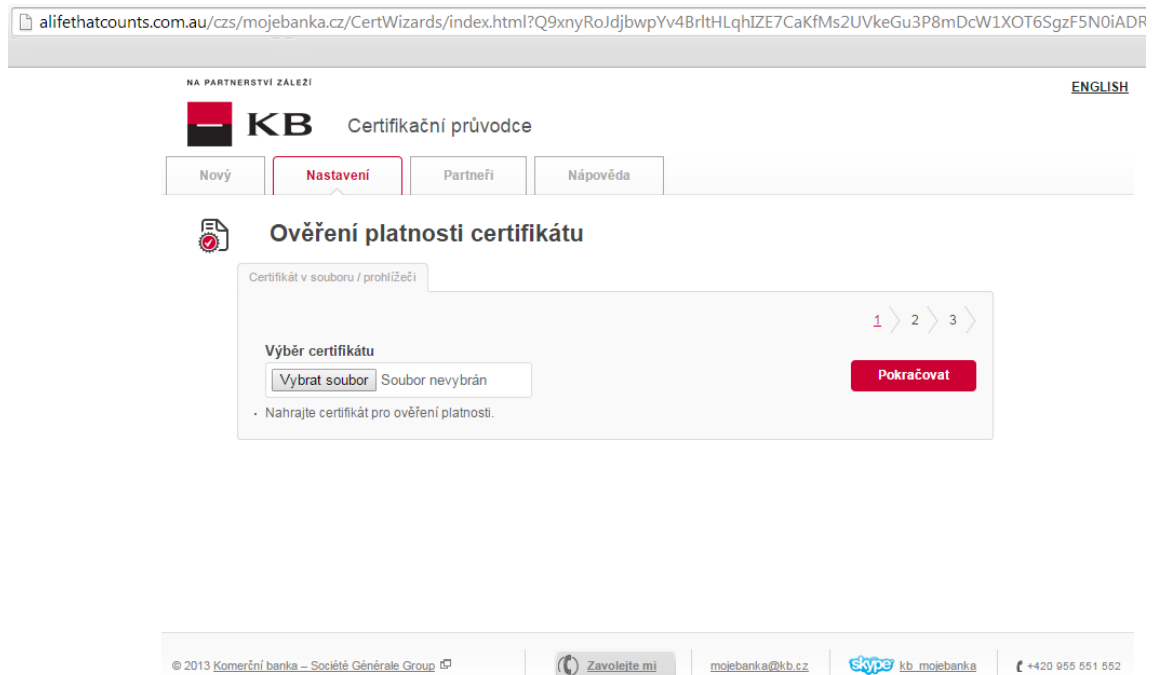 alifethatcounts.com.au/czs/mojebanka.cz/CertWizards/index.html?Q9xnyRoJdjbwpYv4BrltHLqhIZE7CaKfMs2UVkeGu3P8mDcW1XOT6SgzF5N0iADR
NA PARTNERSTVÍ ZÁLEŽÍ
ENGLISH
KB Certifikační průvodce
Nový Nastavení Partneři Nápověda
Ověření platnosti certifikátu
Certifikát v souboru / prohlížeči
1 2 3
Výběr certifikátu
Vybrat soubor Soubor nevybrán
Pokračovat
· Nahrajte certifikát pro ověření platnosti.
© 2013 Komerční banka – Société Générale Group Zavolejte mi mojebanka@kb.cz skype kb_mojebanka +420 955 551 552